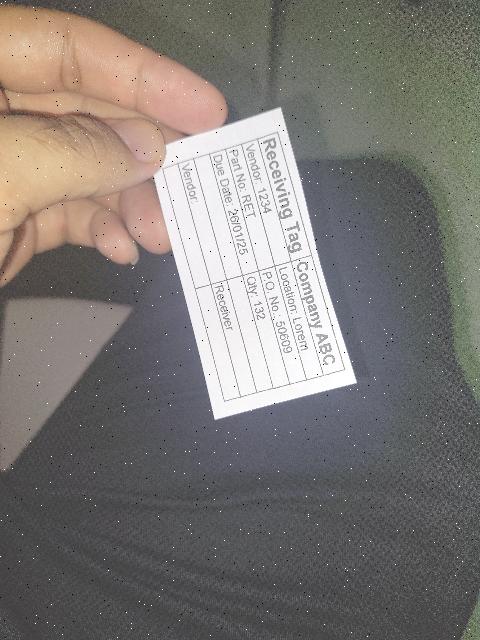 Receiving Tag Company ABC
Vendor: 1234 Location: Lorem
Part No: RET P.O. No.: 50609
Due Date: 26/01/25 Qty: 132
Vendor: Receiver